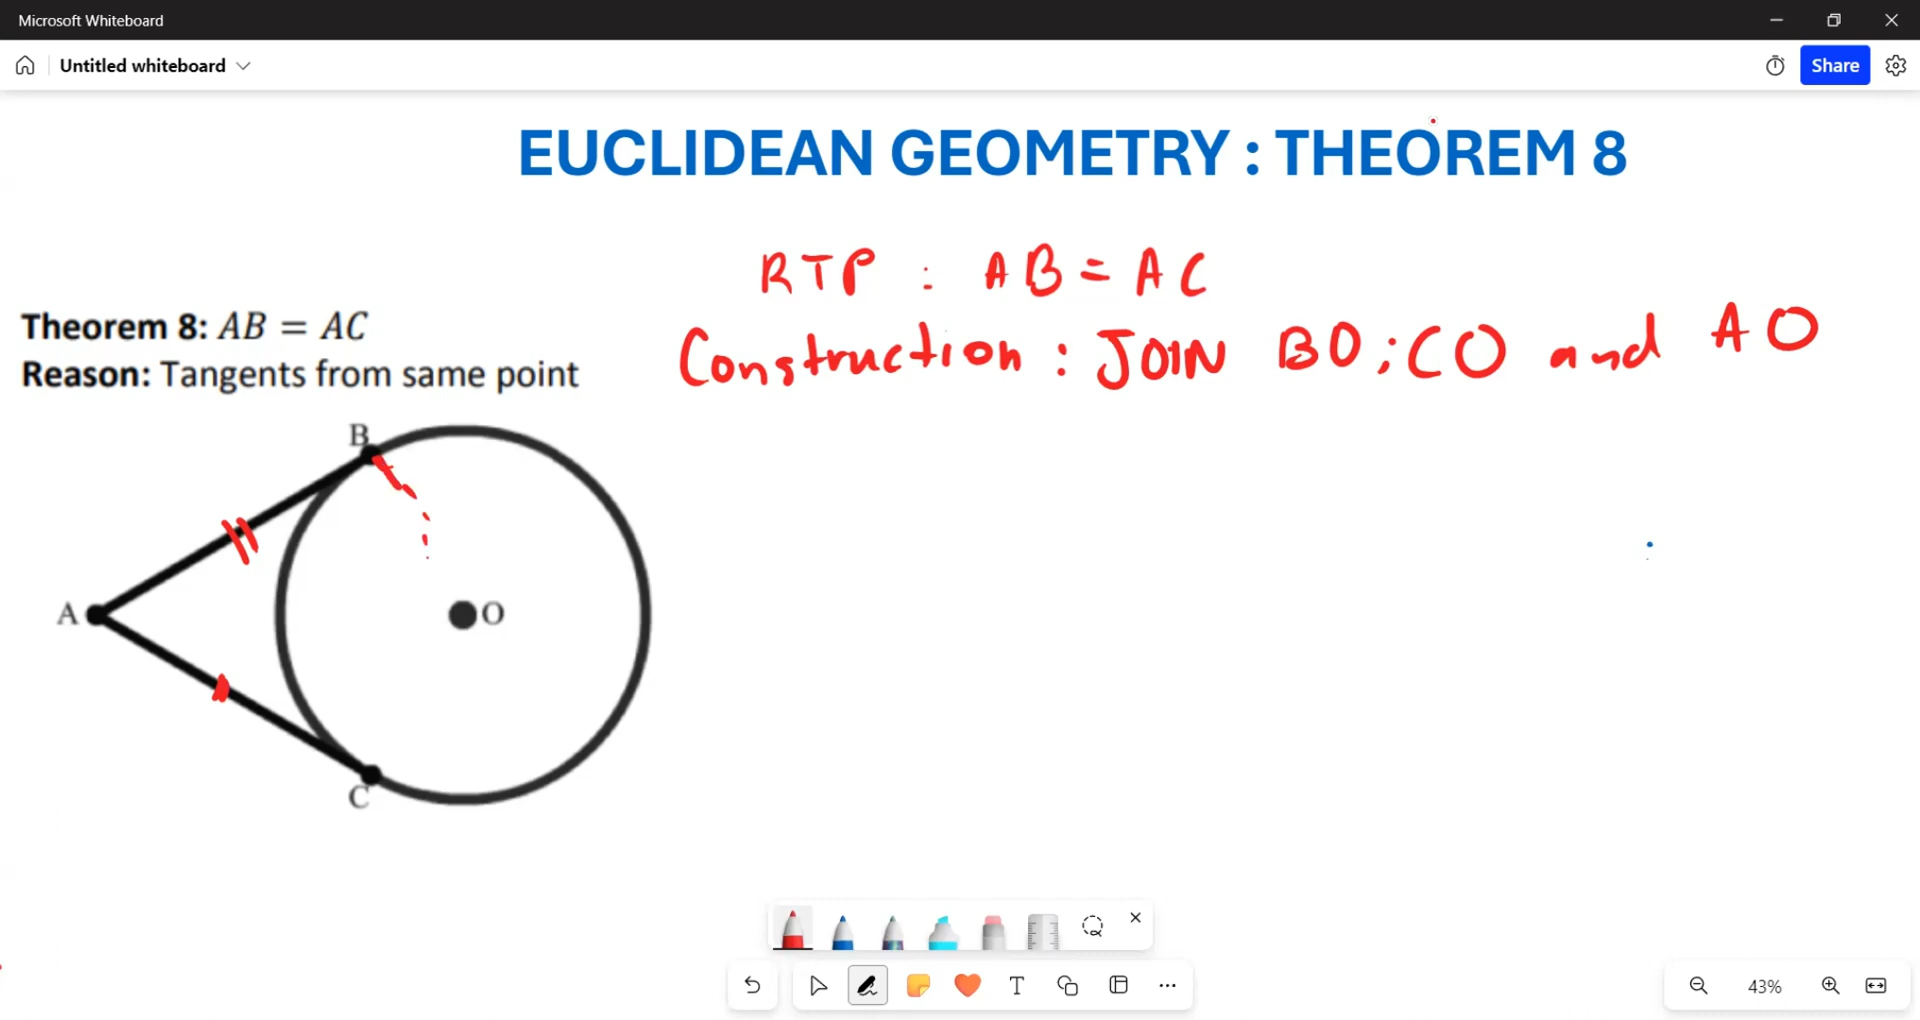 Microsoft Whiteboard
Untitled whiteboard
Share
EUCLIDEAN GEOMETRY : THEOREM 8
RTP : AB = AC
Construction : JOIN BO ; CO and AO
Theorem 8: AB = AC
Reason: Tangents from same point
B
A
O
C
43%